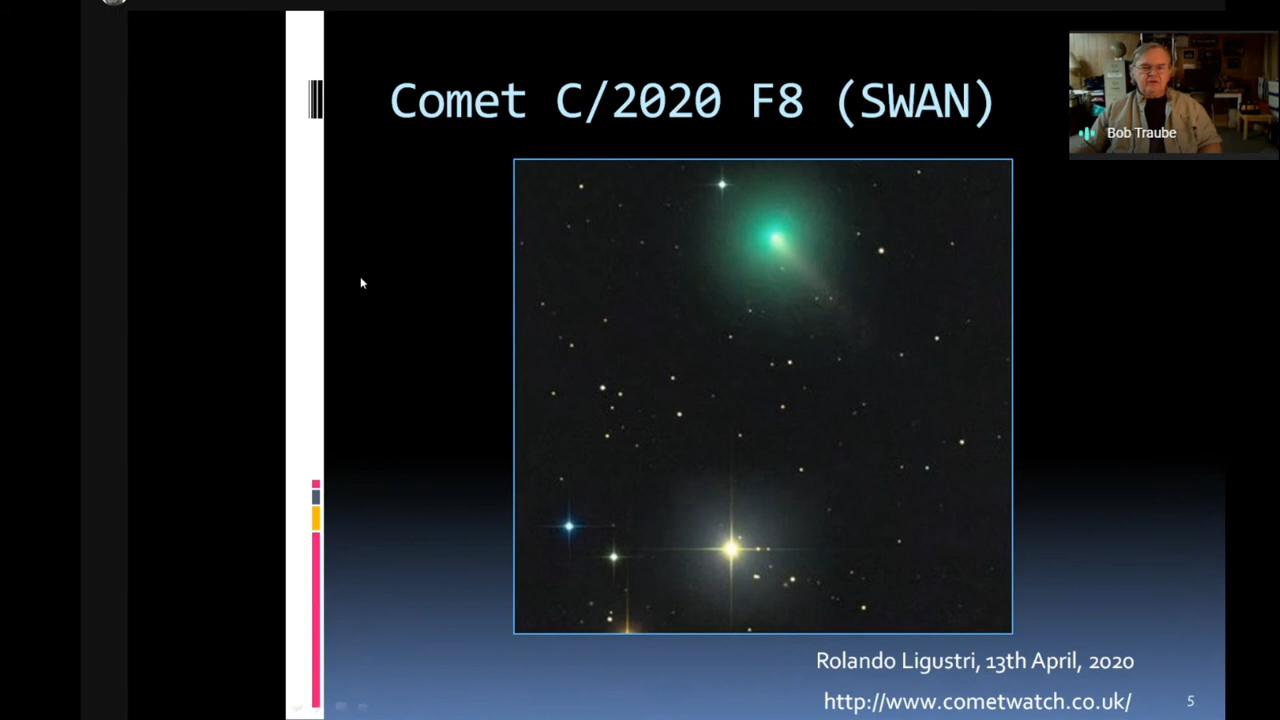 Comet C/2020 F8 (SWAN)
Bob Traube
Rolando Ligustri, 13th April, 2020
http://www.cometwatch.co.uk/
5